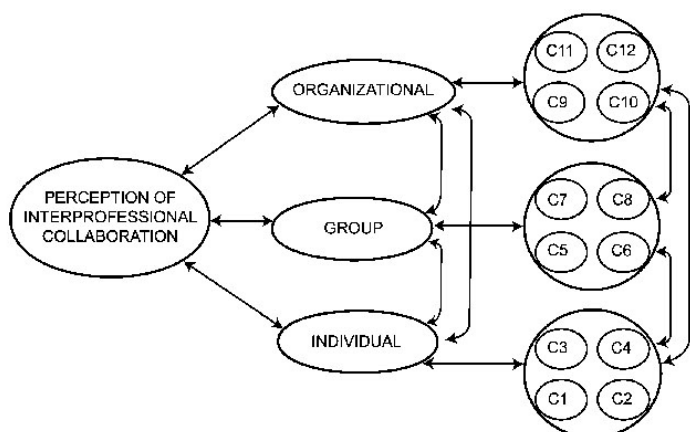 C11 C12
ORGANIZATIONAL
C9 C10
PERCEPTION OF
INTERPROFESSIONAL
COLLABORATION
C7 C8
GROUP
C5 C6
INDIVIDUAL
C3 C4
C1 C2